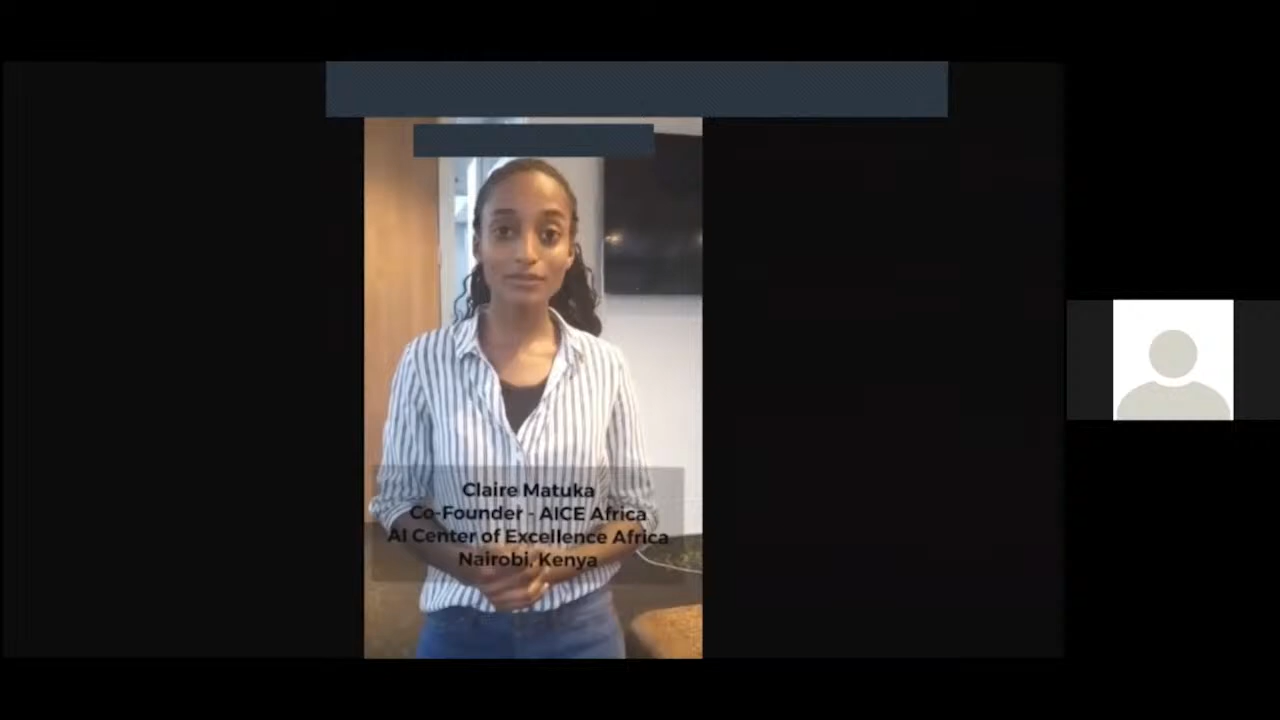 Claire Matuka
Co-Founder - AICE Africa
AI Center of Excellence Africa
Nairobi, Kenya